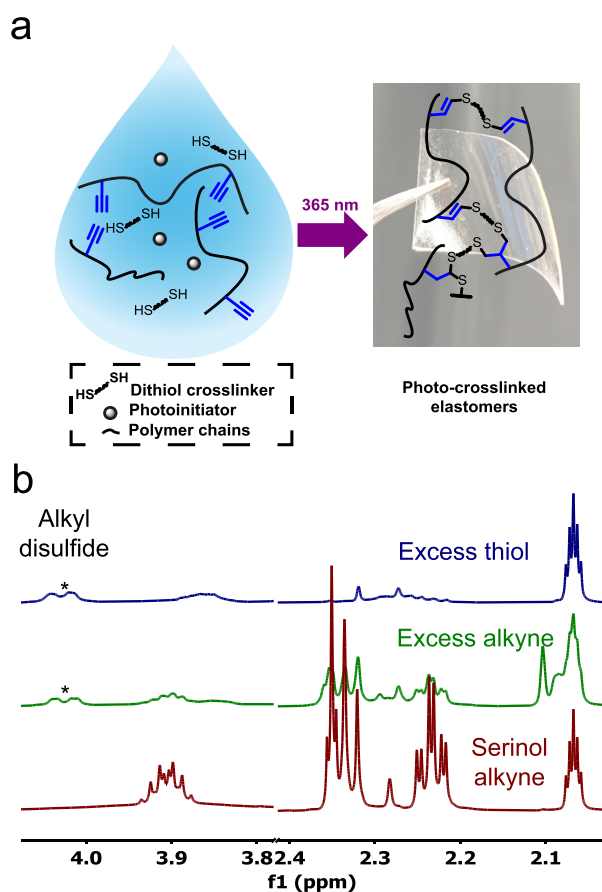 a
HS
SH
365 nm
S
S
HS
SH
S
S
S
S
S
HS
SH
HS
SH
Dithiol crosslinker
Photoinitiator
Polymer chains
Photo-crosslinked
elastomers
b
Alkyl
disulfide
Excess thiol
*
Excess alkyne
*
Serinol
alkyne
4.0 3.9 3.8 2.4 2.3 2.2 2.1
f1 (ppm)